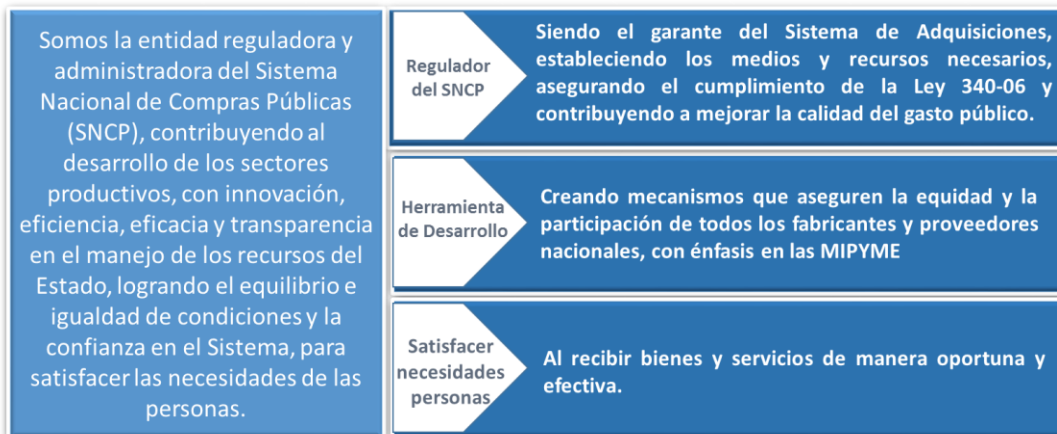 Somos la entidad reguladora y
administradora del Sistema
Nacional de Compras Públicas
(SNCP), contribuyendo al
desarrollo de los sectores
productivos, con innovación,
eficiencia, eficacia y transparencia
en el manejo de los recursos del
Estado, logrando el equilibrio e
igualdad de condiciones y la
confianza en el Sistema, para
satisfacer las necesidades de las
personas.
Regulador
del SNCP
Siendo el garante del Sistema de Adquisiciones,
estableciendo los medios y recursos necesarios,
asegurando el cumplimiento de la Ley 340-06 y
contribuyendo a mejorar la calidad del gasto público.
Herramienta
de Desarrollo
Creando mecanismos que aseguren la equidad y la
participación de todos los fabricantes y proveedores
nacionales, con énfasis en las MIPYME
Satisfacer
necesidades
personas
Al recibir bienes y servicios de manera oportuna y
efectiva.